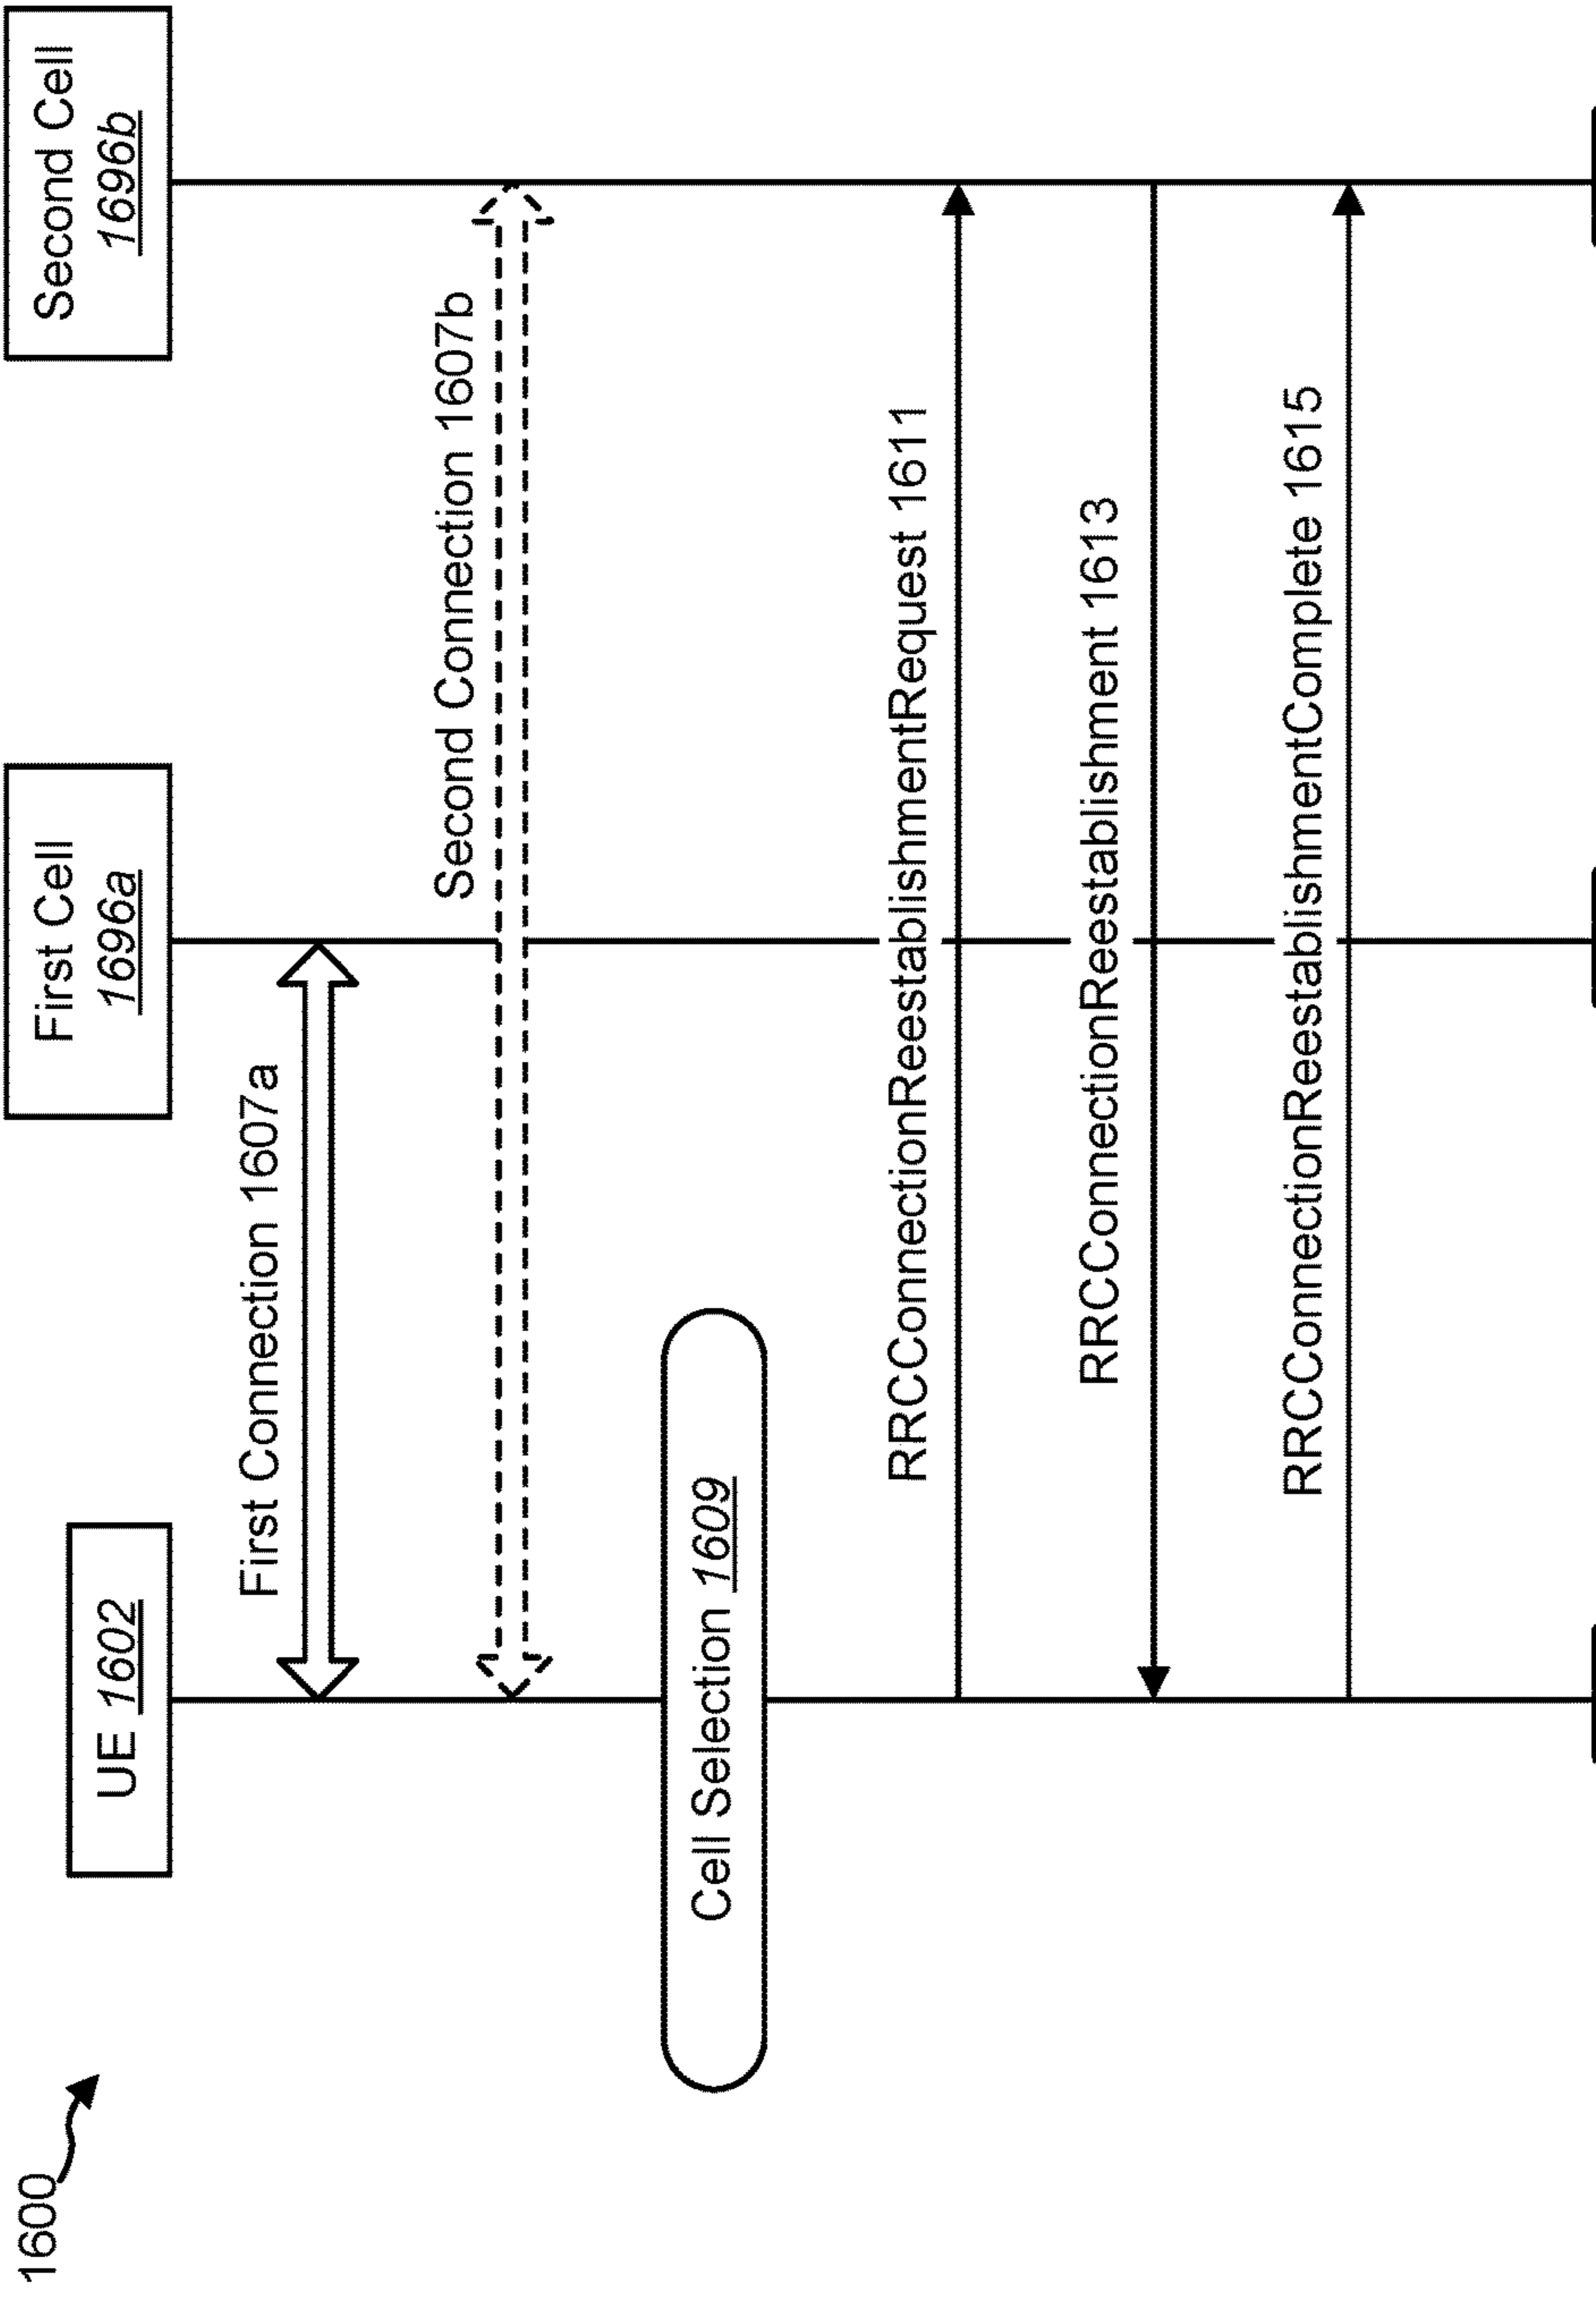 1600
UE 1602
First Cell
1696a
Second Cell
1696b
First Connection 1607a
Second Connection 1607b
Cell Selection 1609
RRCConnectionReestablishmentRequest 1611
RRCConnectionReestablishment 1613
RRCConnectionReestablishmentComplete 1615